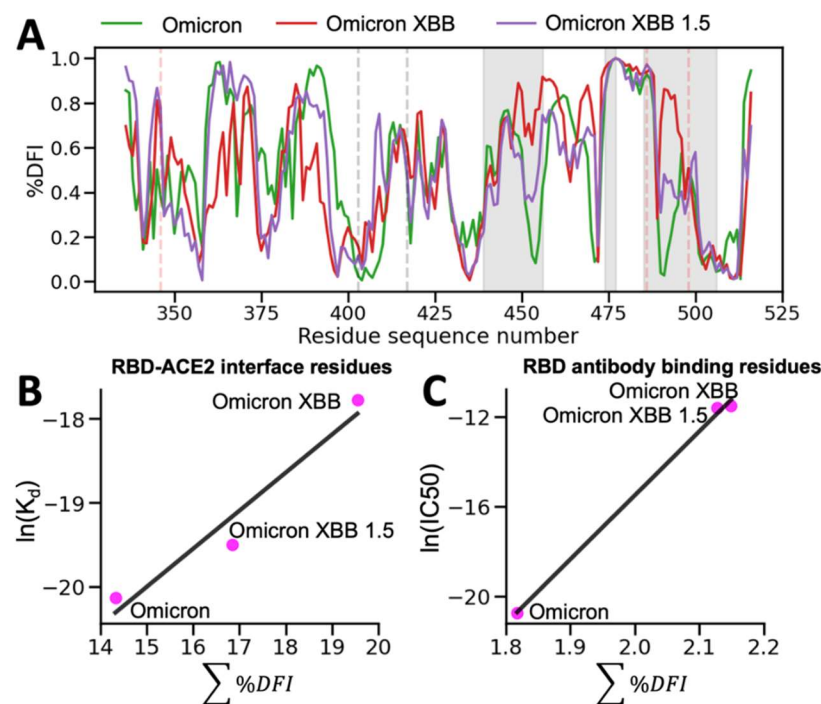 A
Omicron
Omicron XBB
Omicron XBB 1.5
%DFI
1.0
0.8
0.6
0.4
0.2
0.0
350
375
400
425
450
475
500
525
Residue sequence number
B
RBD-ACE2 interface residues
ln(Kd)
−18
−19
−20
Omicron XBB
Omicron XBB 1.5
Omicron
14
15
16
17
18
19
20
∑ %DFI
C
RBD antibody binding residues
ln(IC50)
−12
−16
−20
Omicron XBB
Omicron XBB 1.5
Omicron
1.8
1.9
2.0
2.1
2.2
∑ %DFI